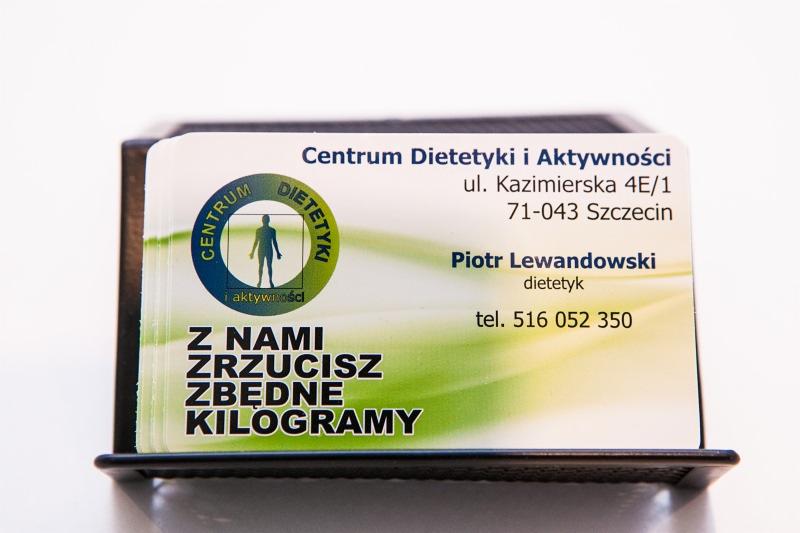 Centrum Dietetyki i Aktywności
ul. Kazimierska 4E/1
71-043 Szczecin
Piotr Lewandowski
dietetyk
tel. 516 052 350
CENTRUM DIETETYKI
i aktywności
Z NAMI
ZRZUCISZ
ZBĘDNE
KILOGRAMY